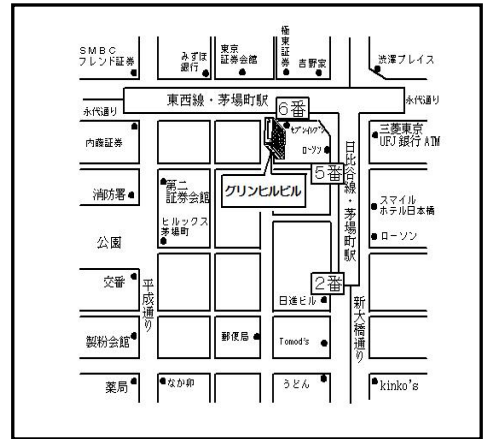 SMBC
フレンド証券
みずほ
銀行
東京
証券会館
極東証券
吉野家
渋澤プレイス
永代通り
東西線・茅場町駅
6番
永代通り
内藤証券
セブンイレブン
ローソン
三菱東京
UFJ銀行ATM
5番
グリンヒルビル
日比谷線・茅場町駅
消防署
第二
証券会館
スマイル
ホテル日本橋
ヒルックス
茅場町
ローソン
公園
交番
平成通り
2番
日進ビル
新大橋通り
製粉会館
郵便局
Tomod's
薬局
なか卯
うどん
kinko's